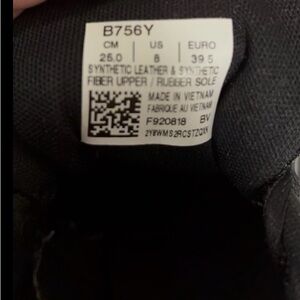 B756Y
CM | US | EURO
25.0 | 8 | 39.5
SYNTHETIC LEATHER & SYNTHETIC
FIBER UPPER / RUBBER SOLE
MADE IN VIETNAM
FABRIQUE AU VIETNAM
F920818 BV